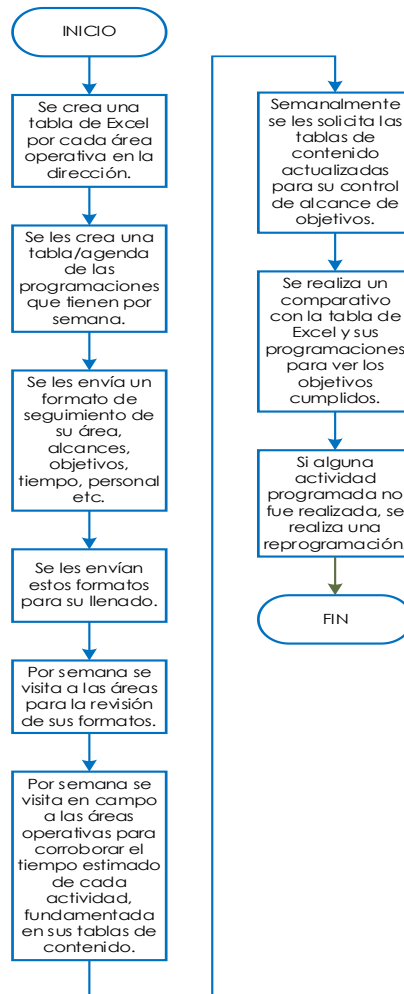 INICIO
Se crea una
tabla de Excel
por cada área
operativa en la
dirección.
Se les crea una
tabla/agenda
de las
programaciones
que tienen por
semana.
Se les envía un
formato de
seguimiento de
su área,
alcances,
objetivos,
tiempo, personal
etc.
Se les envían
estos formatos
para su llenado.
Por semana se
visita a las áreas
para la revisión
de sus formatos.
Por semana se
visita en campo
a las áreas
operativas para
corroborar el
tiempo estimado
de cada
actividad,
fundamentada
en sus tablas de
contenido.
Semanalmente
se les solicita las
tablas de
contenido
actualizadas
para su control
de alcance de
objetivos.
Se realiza un
comparativo
con la tabla de
Excel y sus
programaciones
para ver los
objetivos
cumplidos.
Si alguna
actividad
programada no
fue realizada, se
realiza una
reprogramación.
FIN